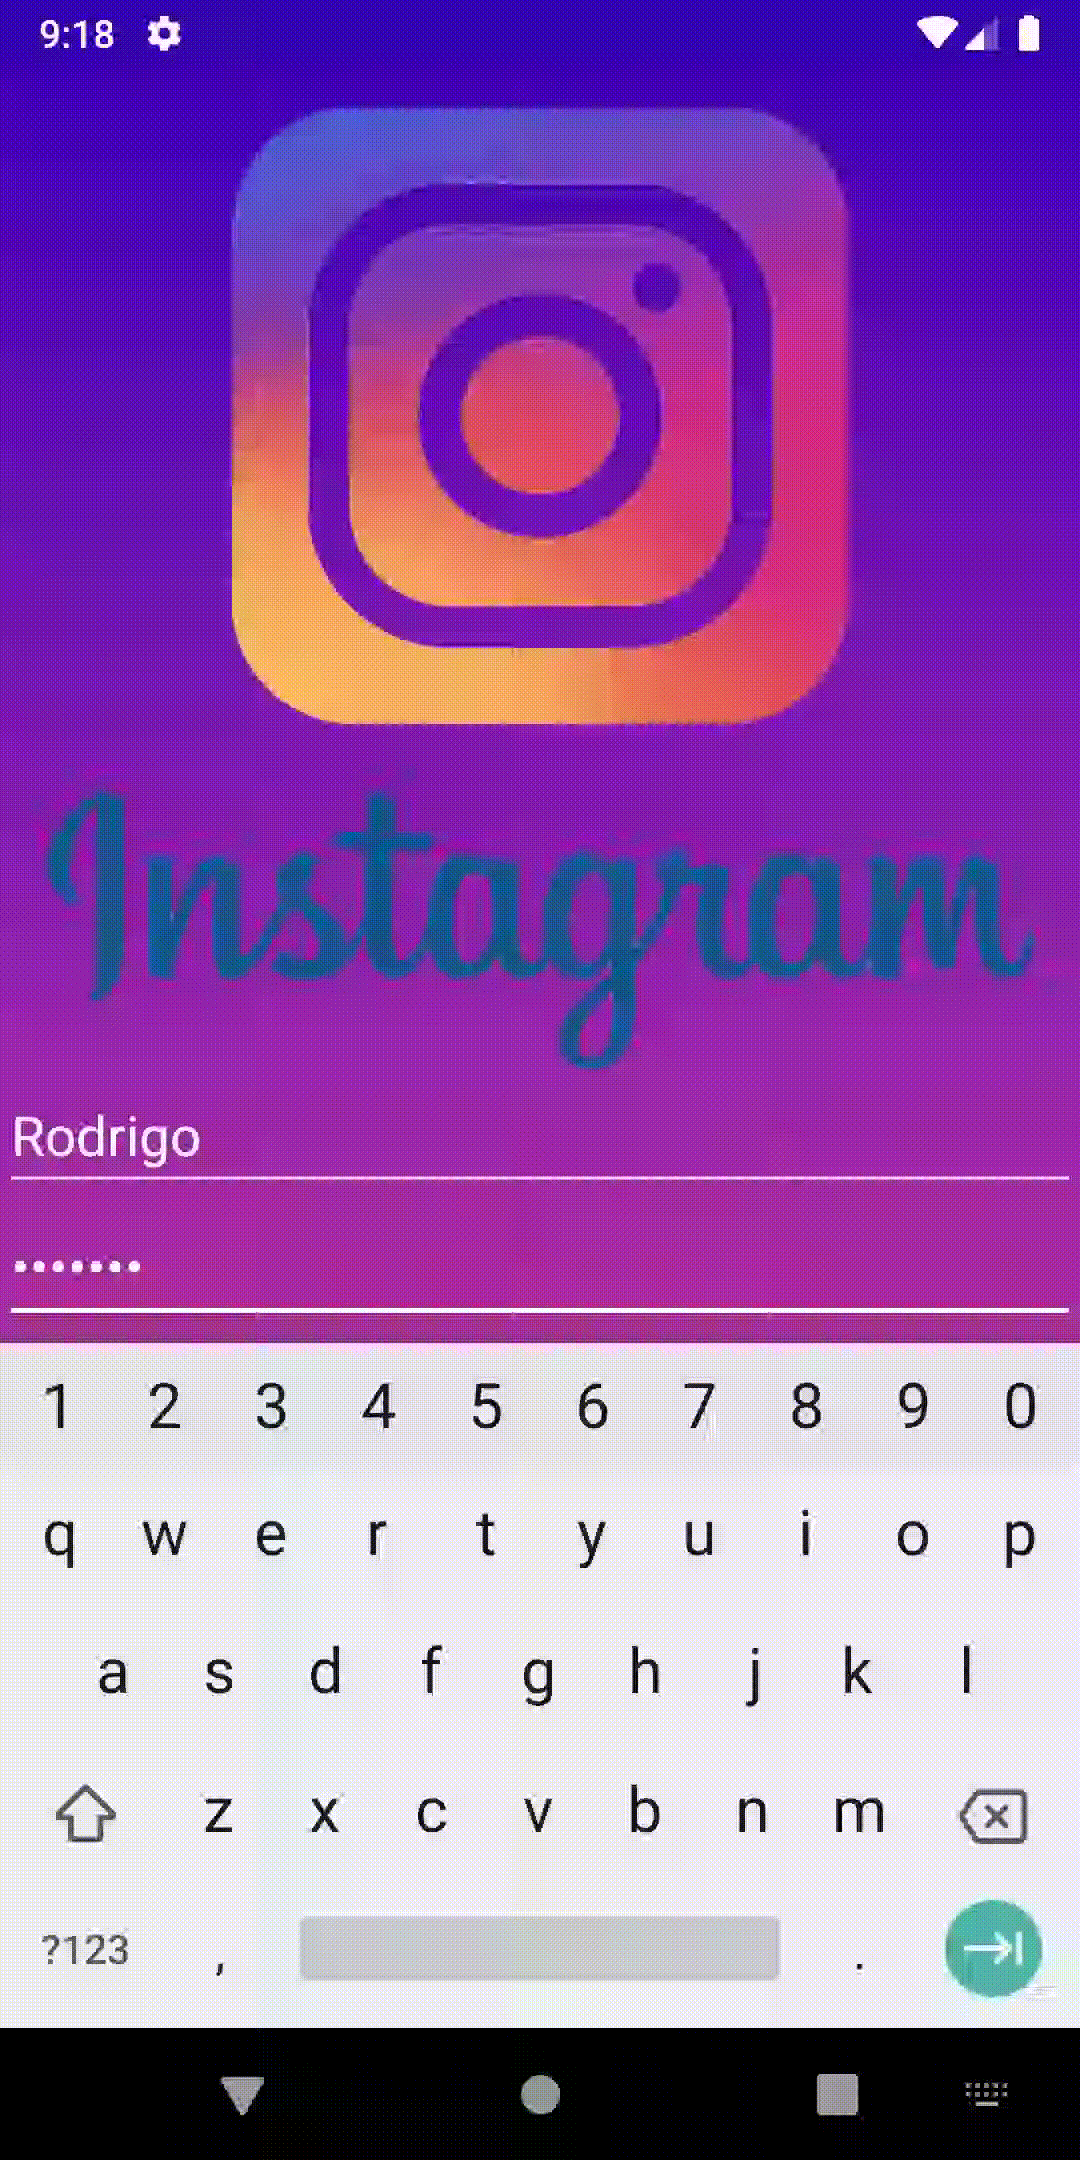 9:18
Instagram
Rodrigo
•••••••
1 2 3 4 5 6 7 8 9 0
q w e r t y u i o p
a s d f g h j k l
z x c v b n m
?123 , .